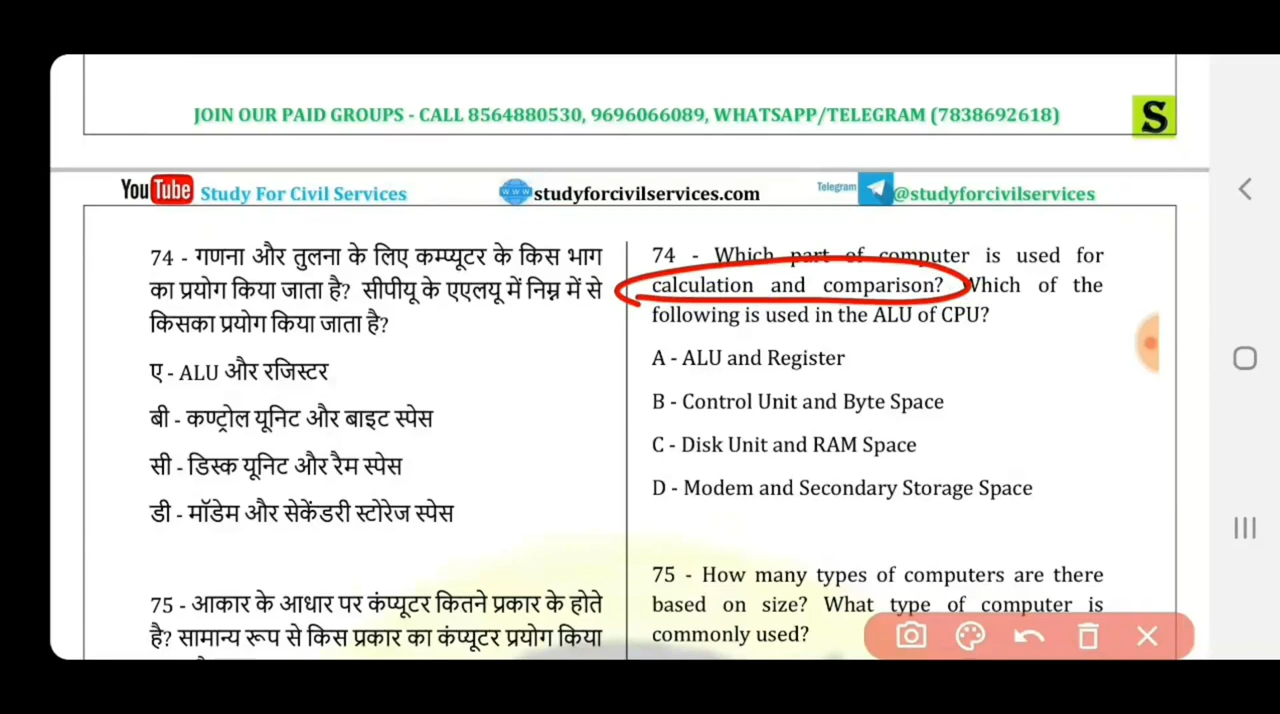 JOIN OUR PAID GROUPS - CALL 8564880530, 9696066089, WHATSAPP/TELEGRAM (7838692618)
S
YouTube Study For Civil Services
WWW studyforcivilservices.com
Telegram @studyforcivilservices
74 - गणना और तुलना के लिए कम्प्यूटर के किस भाग
का प्रयोग किया जाता है? सीपीयू के एएलयू में निम्न में से
किसका प्रयोग किया जाता है?
ए - ALU और रजिस्टर
बी - कण्ट्रोल यूनिट और बाइट स्पेस
सी - डिस्क यूनिट और रैम स्पेस
डी - मॉडेम और सेकेंडरी स्टोरेज स्पेस
75 - आकार के आधार पर कंप्यूटर कितने प्रकार के होते
है? सामान्य रूप से किस प्रकार का कंप्यूटर प्रयोग किया
74 - Which part of computer is used for
calculation and comparison? Which of the
following is used in the ALU of CPU?
A - ALU and Register
B - Control Unit and Byte Space
C - Disk Unit and RAM Space
D - Modem and Secondary Storage Space
75 - How many types of computers are there
based on size? What type of computer is
commonly used?